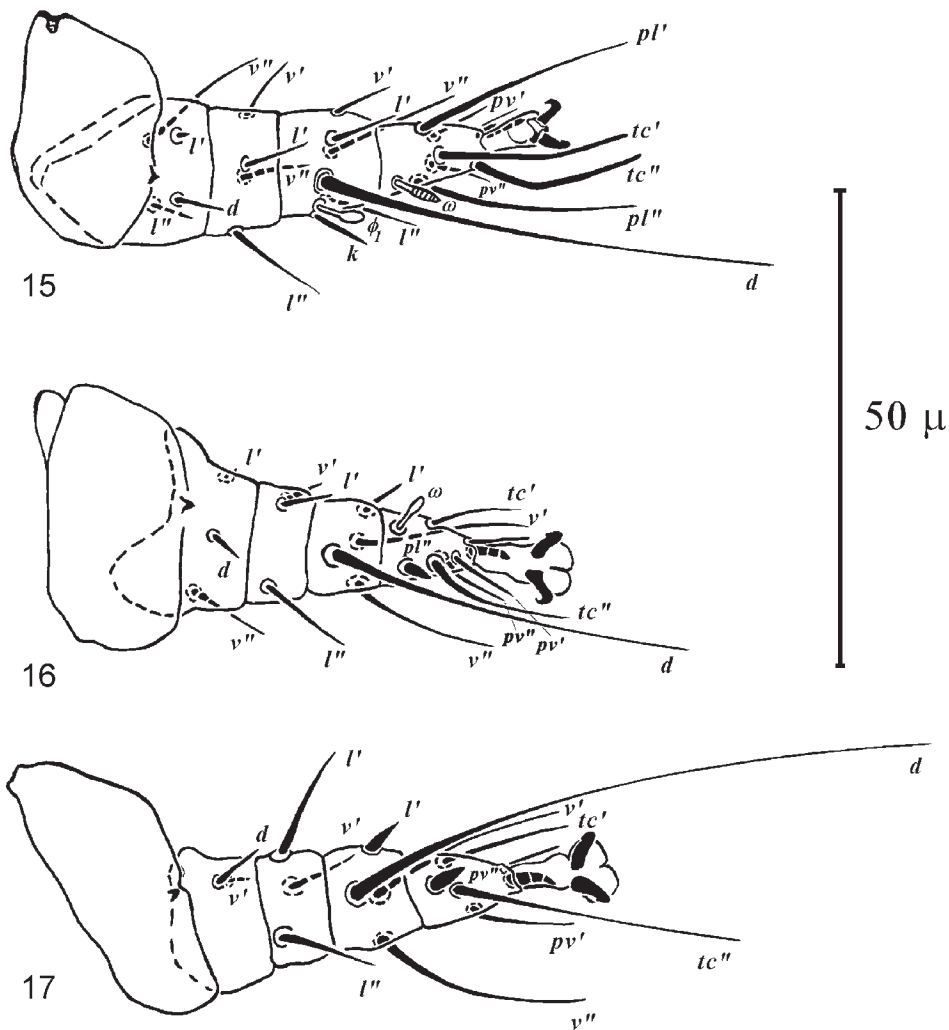 pl'
v" v' v' v"
l' pv'
l' l' tc'
v" pv" tc"
l" d ω pl"
ϕ1 l"
k
15 l" d
50 μ
l' v' l' l' ω tc' v'
pl"
d
v" l" v" pv" pv' tc" d
16
l' d
d v' l' v' tc'
v' pv"
pv'
l" tc"
17 v"